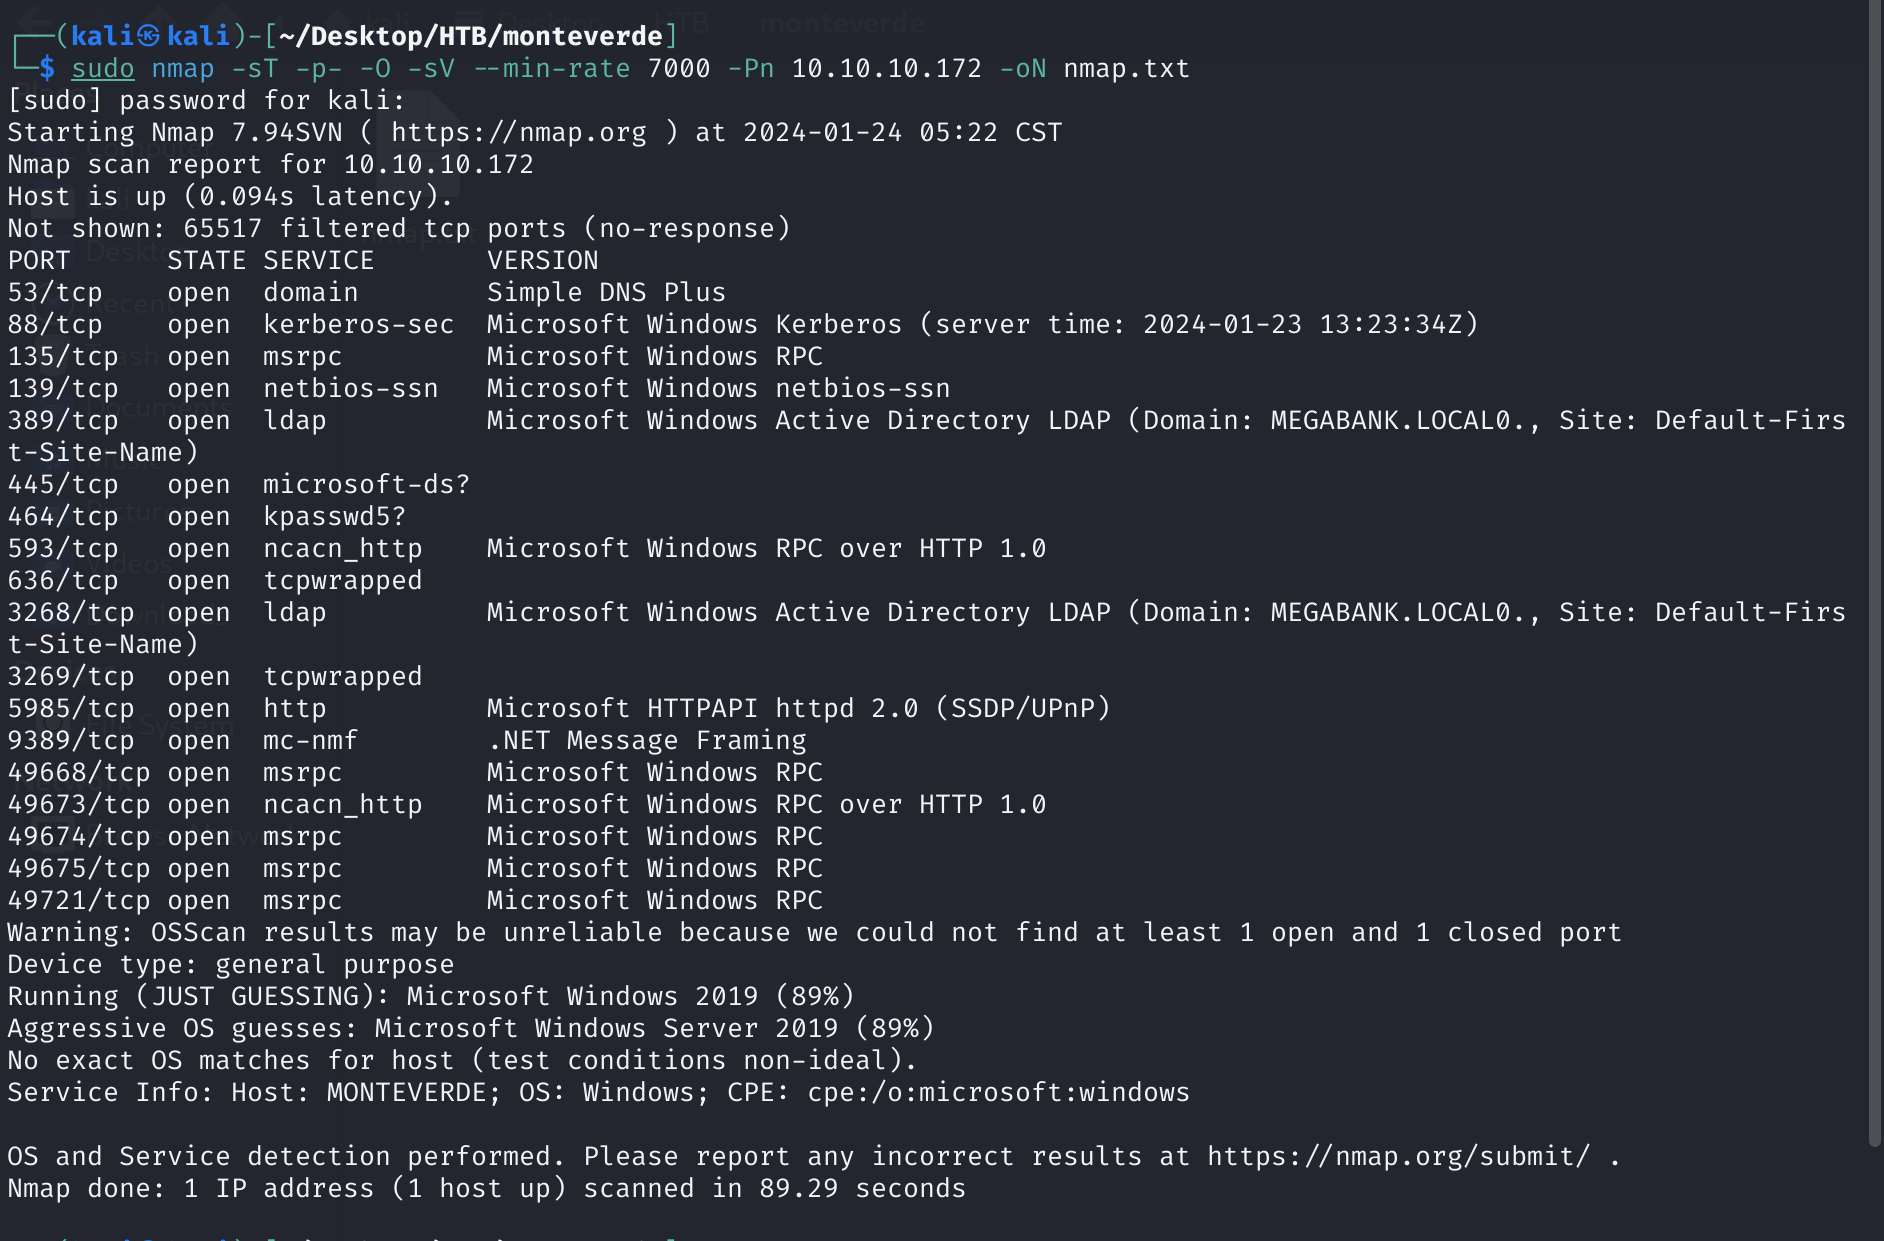 ┌──(kali㉿kali)-[~/Desktop/HTB/monteverde]
└─$ sudo nmap -sT -p- -O -sV --min-rate 7000 -Pn 10.10.10.172 -oN nmap.txt
[sudo] password for kali:
Starting Nmap 7.94SVN ( https://nmap.org ) at 2024-01-24 05:22 CST
Nmap scan report for 10.10.10.172
Host is up (0.094s latency).
Not shown: 65517 filtered tcp ports (no-response)
PORT      STATE SERVICE       VERSION
53/tcp    open  domain        Simple DNS Plus
88/tcp    open  kerberos-sec  Microsoft Windows Kerberos (server time: 2024-01-23 13:23:34Z)
135/tcp   open  msrpc         Microsoft Windows RPC
139/tcp   open  netbios-ssn   Microsoft Windows netbios-ssn
389/tcp   open  ldap          Microsoft Windows Active Directory LDAP (Domain: MEGABANK.LOCAL0., Site: Default-Firs
t-Site-Name)
445/tcp   open  microsoft-ds?
464/tcp   open  kpasswd5?
593/tcp   open  ncacn_http    Microsoft Windows RPC over HTTP 1.0
636/tcp   open  tcpwrapped
3268/tcp  open  ldap          Microsoft Windows Active Directory LDAP (Domain: MEGABANK.LOCAL0., Site: Default-Firs
t-Site-Name)
3269/tcp  open  tcpwrapped
5985/tcp  open  http          Microsoft HTTPAPI httpd 2.0 (SSDP/UPnP)
9389/tcp  open  mc-nmf        .NET Message Framing
49668/tcp open  msrpc         Microsoft Windows RPC
49673/tcp open  ncacn_http    Microsoft Windows RPC over HTTP 1.0
49674/tcp open  msrpc         Microsoft Windows RPC
49675/tcp open  msrpc         Microsoft Windows RPC
49721/tcp open  msrpc         Microsoft Windows RPC
Warning: OSScan results may be unreliable because we could not find at least 1 open and 1 closed port
Device type: general purpose
Running (JUST GUESSING): Microsoft Windows 2019 (89%)
Aggressive OS guesses: Microsoft Windows Server 2019 (89%)
No exact OS matches for host (test conditions non-ideal).
Service Info: Host: MONTEVERDE; OS: Windows; CPE: cpe:/o:microsoft:windows

OS and Service detection performed. Please report any incorrect results at https://nmap.org/submit/ .
Nmap done: 1 IP address (1 host up) scanned in 89.29 seconds